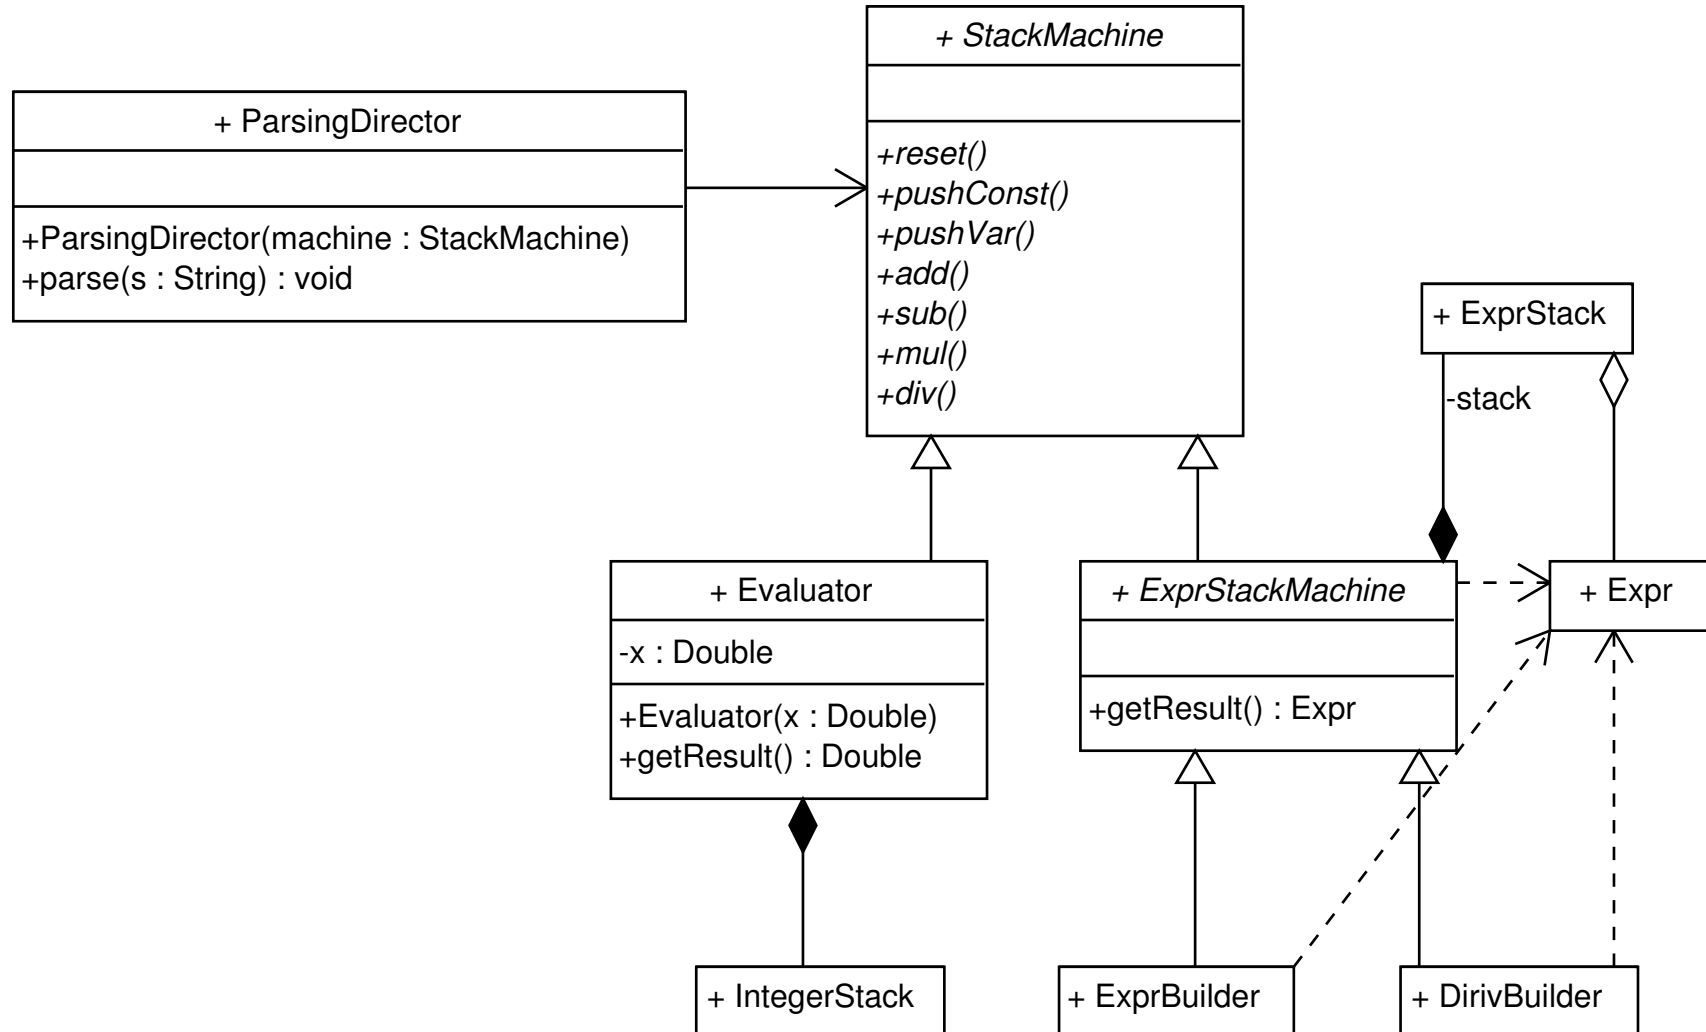 + StackMachine
+reset()
+pushConst()
+pushVar()
+add()
+sub()
+mul()
+div()
+ ParsingDirector
+ParsingDirector(machine : StackMachine)
+parse(s : String) : void
+ ExprStack
-stack
+ Evaluator
-x : Double
+Evaluator(x : Double)
+getResult() : Double
+ ExprStackMachine
+getResult() : Expr
+ Expr
+ IntegerStack
+ ExprBuilder
+ DirivBuilder